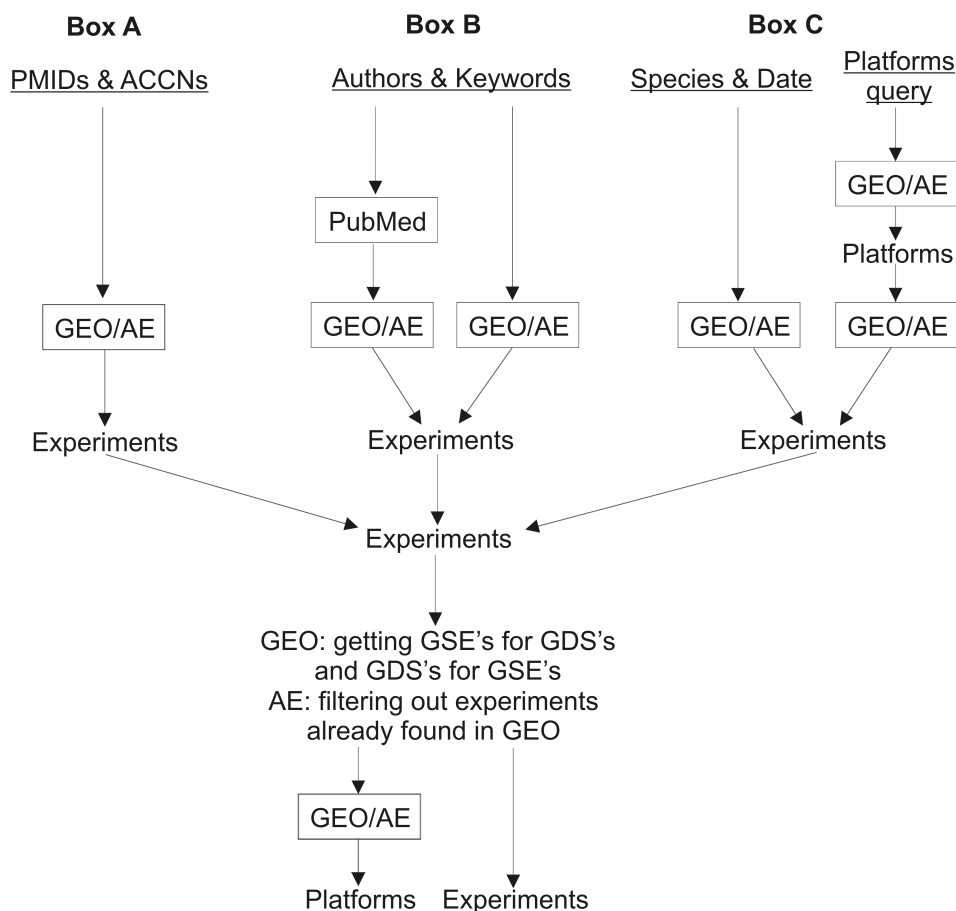 Box A
Box B
Box C
PMIDs & ACCNs
Authors & Keywords
Species & Date
Platforms
query
GEO/AE
PubMed
Platforms
GEO/AE
GEO/AE
GEO/AE
GEO/AE
GEO/AE
Experiments
Experiments
Experiments
Experiments
GEO: getting GSE's for GDS's
and GDS's for GSE's
AE: filtering out experiments
already found in GEO
GEO/AE
Platforms
Experiments